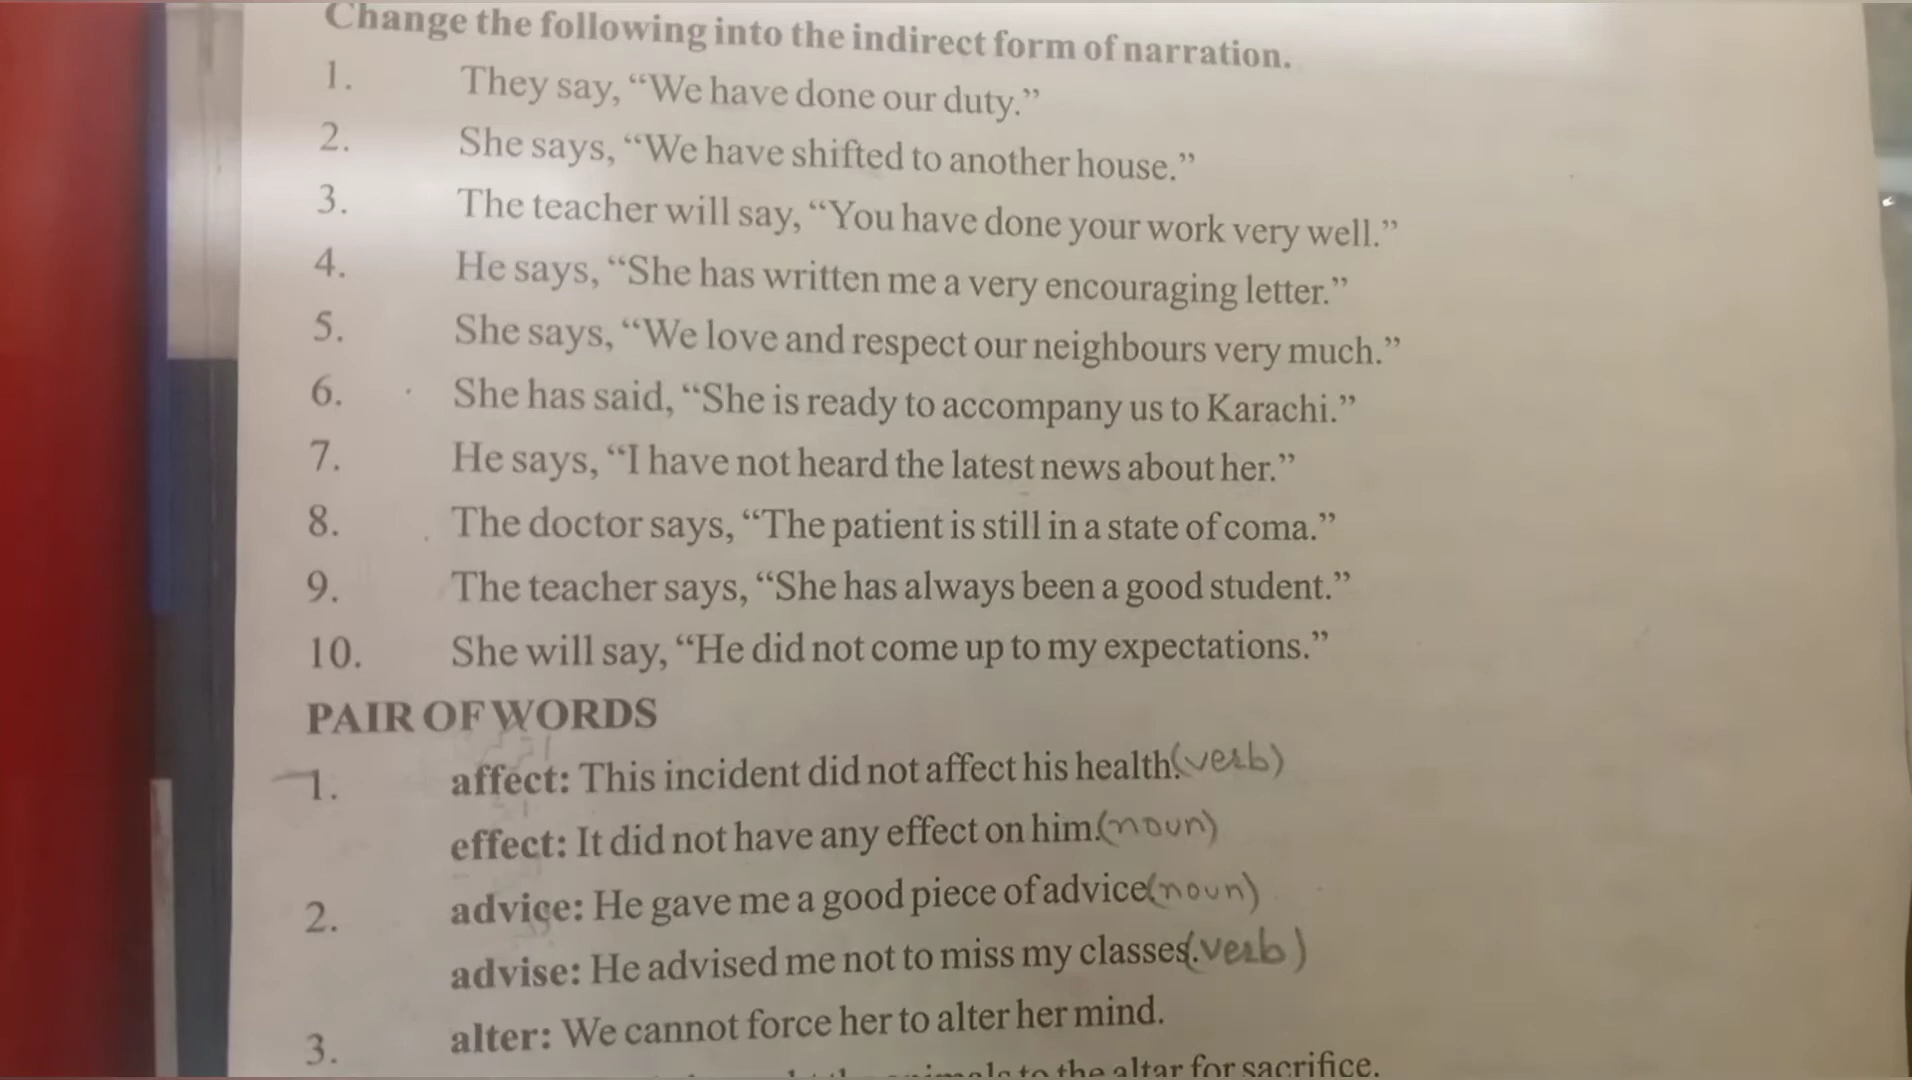 Change the following into the indirect form of narration.
1. They say, “We have done our duty.”
2. She says, “We have shifted to another house.”
3. The teacher will say, “You have done your work very well.”
4. He says, “She has written me a very encouraging letter.”
5. She says, “We love and respect our neighbours very much.”
6. She has said, “She is ready to accompany us to Karachi.”
7. He says, “I have not heard the latest news about her.”
8. The doctor says, “The patient is still in a state of coma.”
9. The teacher says, “She has always been a good student.”
10. She will say, “He did not come up to my expectations.”
PAIR OF WORDS
1. affect: This incident did not affect his health. (verb)
effect: It did not have any effect on him. (noun)
2. advice: He gave me a good piece of advice (noun)
advise: He advised me not to miss my classes. (verb)
3. alter: We cannot force her to alter her mind.
to the altar for sacrifice.